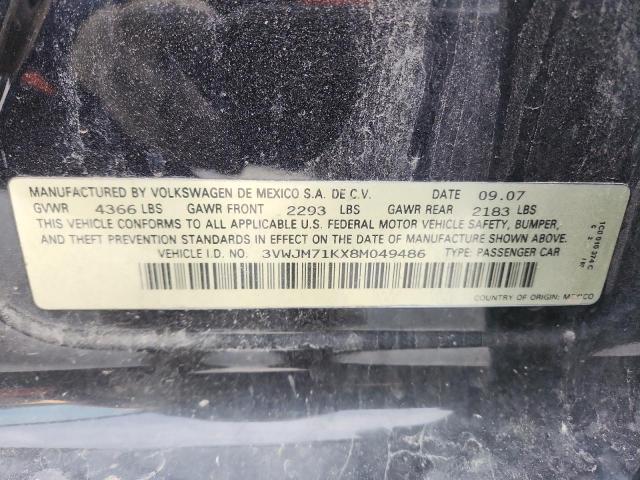 MANUFACTURED BY VOLKSWAGEN DE MEXICO S.A. DE C.V. DATE 09.07
GVWR 4366 LBS GAWR FRONT 2293 LBS GAWR REAR 2183 LBS
THIS VEHICLE CONFORMS TO ALL APPLICABLE U.S. FEDERAL MOTOR VEHICLE SAFETY, BUMPER,
AND THEFT PREVENTION STANDARDS IN EFFECT ON THE DATE OF MANUFACTURE SHOWN ABOVE.
VEHICLE I.D. NO. 3VWJM71KX8M049486 TYPE: PASSENGER CAR
COUNTRY OF ORIGIN: MEXICO